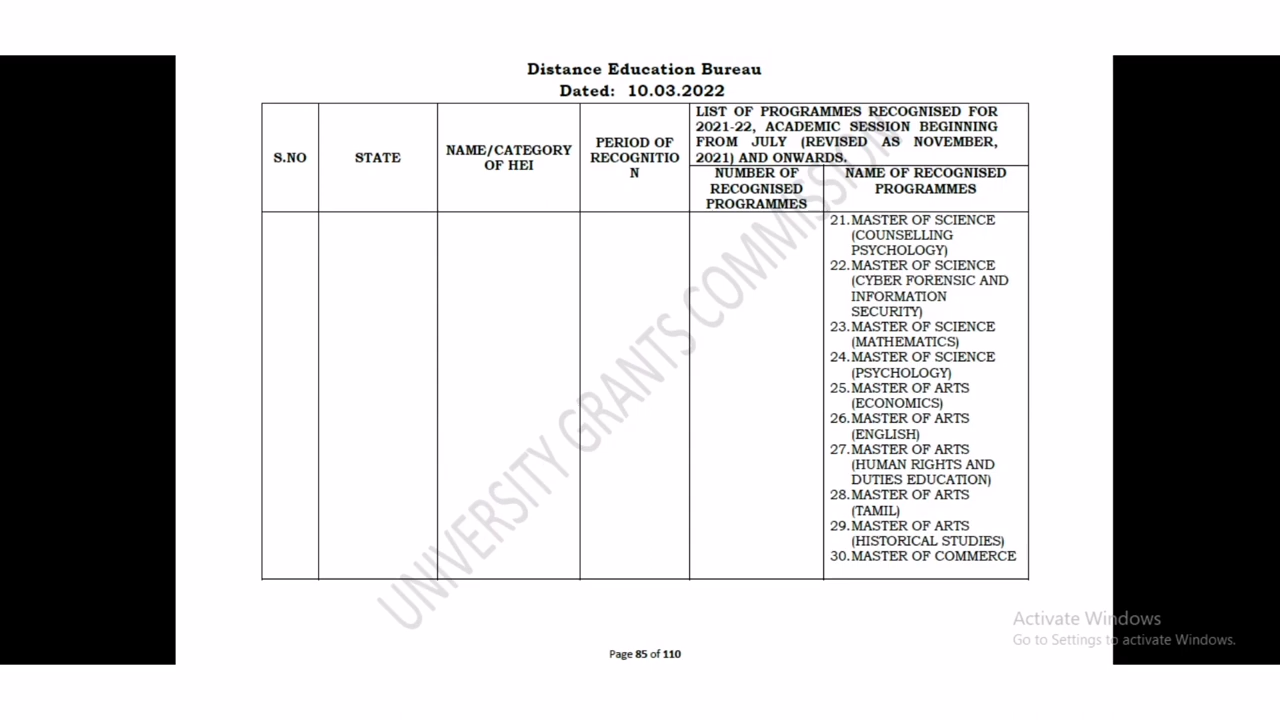 Distance Education Bureau
Dated: 10.03.2022
S.NO
STATE
NAME/CATEGORY
OF HEI
PERIOD OF
RECOGNITIO
N
LIST OF PROGRAMMES RECOGNISED FOR
2021-22, ACADEMIC SESSION BEGINNING
FROM JULY (REVISED AS NOVEMBER,
2021) AND ONWARDS.
NUMBER OF
RECOGNISED
PROGRAMMES
NAME OF RECOGNISED
PROGRAMMES
21.MASTER OF SCIENCE
(COUNSELLING
PSYCHOLOGY)
22.MASTER OF SCIENCE
(CYBER FORENSIC AND
INFORMATION
SECURITY)
23.MASTER OF SCIENCE
(MATHEMATICS)
24.MASTER OF SCIENCE
(PSYCHOLOGY)
25.MASTER OF ARTS
(ECONOMICS)
26.MASTER OF ARTS
(ENGLISH)
27.MASTER OF ARTS
(HUMAN RIGHTS AND
DUTIES EDUCATION)
28.MASTER OF ARTS
(TAMIL)
29.MASTER OF ARTS
(HISTORICAL STUDIES)
30.MASTER OF COMMERCE
UNIVERSITY GRANTS COMMISSION
Activate Windows
Go to Settings to activate Windows.
Page 85 of 110